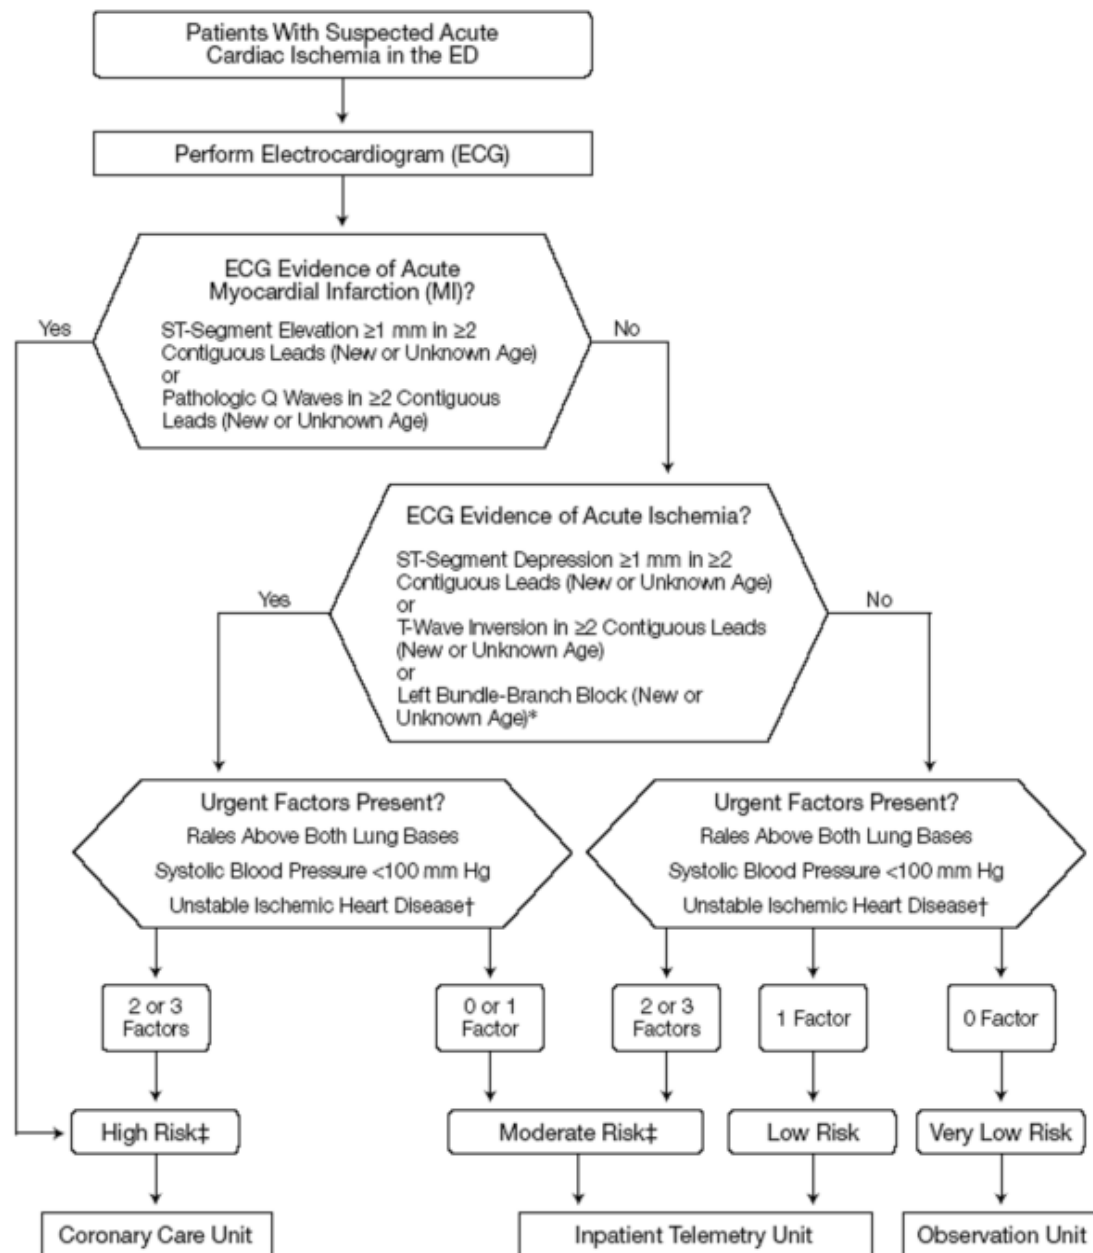 Patients With Suspected Acute
Cardiac Ischemia in the ED
Perform Electrocardiogram (ECG)
ECG Evidence of Acute
Myocardial Infarction (MI)?
ST-Segment Elevation ≥1 mm in ≥2
Contiguous Leads (New or Unknown Age)
or
Pathologic Q Waves in ≥2 Contiguous
Leads (New or Unknown Age)
Yes
No
ECG Evidence of Acute Ischemia?
ST-Segment Depression ≥1 mm in ≥2
Contiguous Leads (New or Unknown Age)
or
T-Wave Inversion in ≥2 Contiguous Leads
(New or Unknown Age)
or
Left Bundle-Branch Block (New or
Unknown Age)*
Yes
No
Urgent Factors Present?
Rales Above Both Lung Bases
Systolic Blood Pressure <100 mm Hg
Unstable Ischemic Heart Disease†
Urgent Factors Present?
Rales Above Both Lung Bases
Systolic Blood Pressure <100 mm Hg
Unstable Ischemic Heart Disease†
2 or 3
Factors
0 or 1
Factor
2 or 3
Factors
1 Factor
0 Factor
High Risk‡
Moderate Risk‡
Low Risk
Very Low Risk
Coronary Care Unit
Inpatient Telemetry Unit
Observation Unit